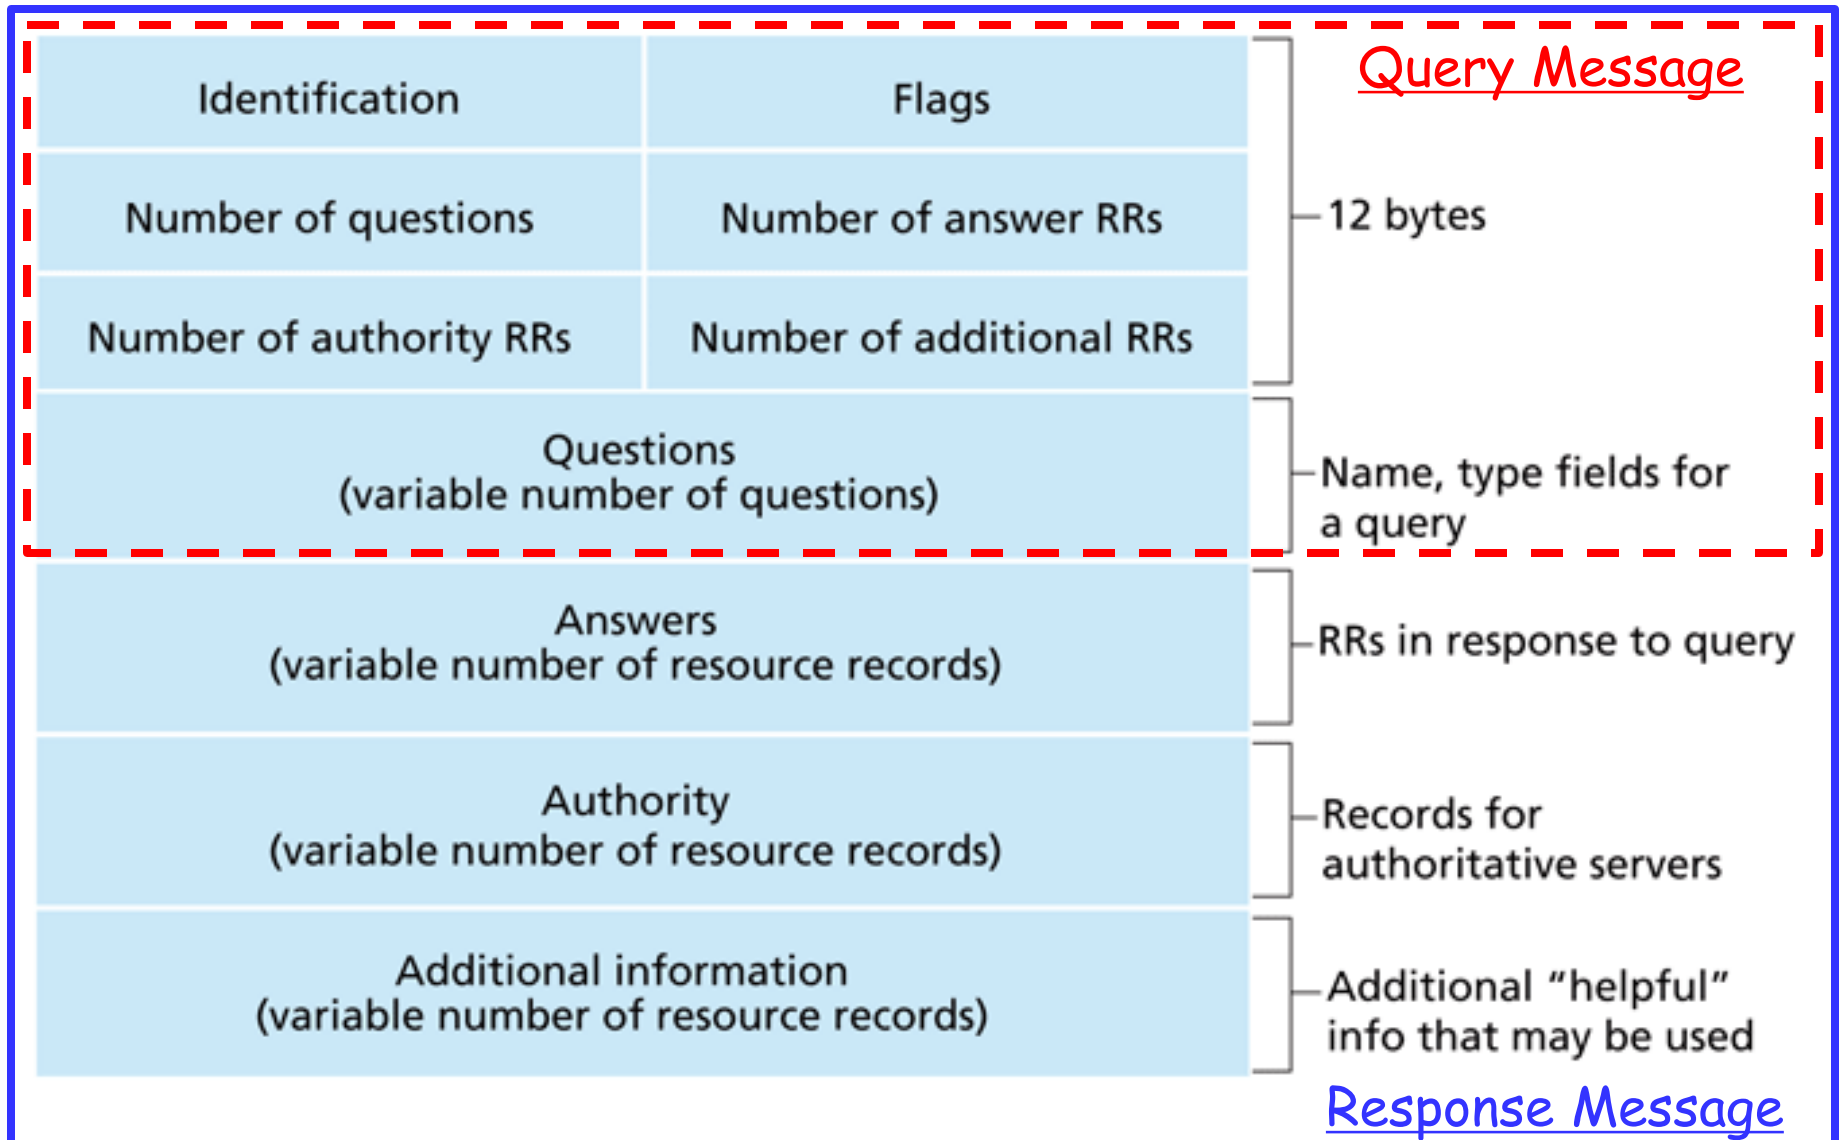 Query Message
Identification
Flags
Number of questions
Number of answer RRs
12 bytes
Number of authority RRs
Number of additional RRs
Questions
(variable number of questions)
Name, type fields for
a query
Answers
(variable number of resource records)
RRs in response to query
Authority
(variable number of resource records)
Records for
authoritative servers
Additional information
(variable number of resource records)
Additional “helpful”
info that may be used
Response Message